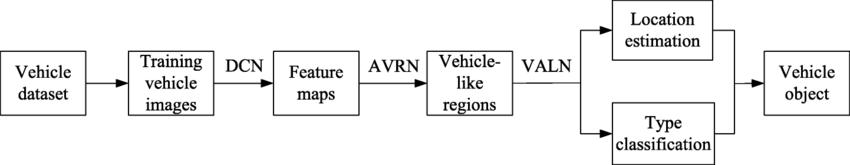 Vehicle
dataset
Training
vehicle
images
DCN
Feature
maps
AVRN
Vehicle-
like
regions
VALN
Location
estimation
Type
classification
Vehicle
object